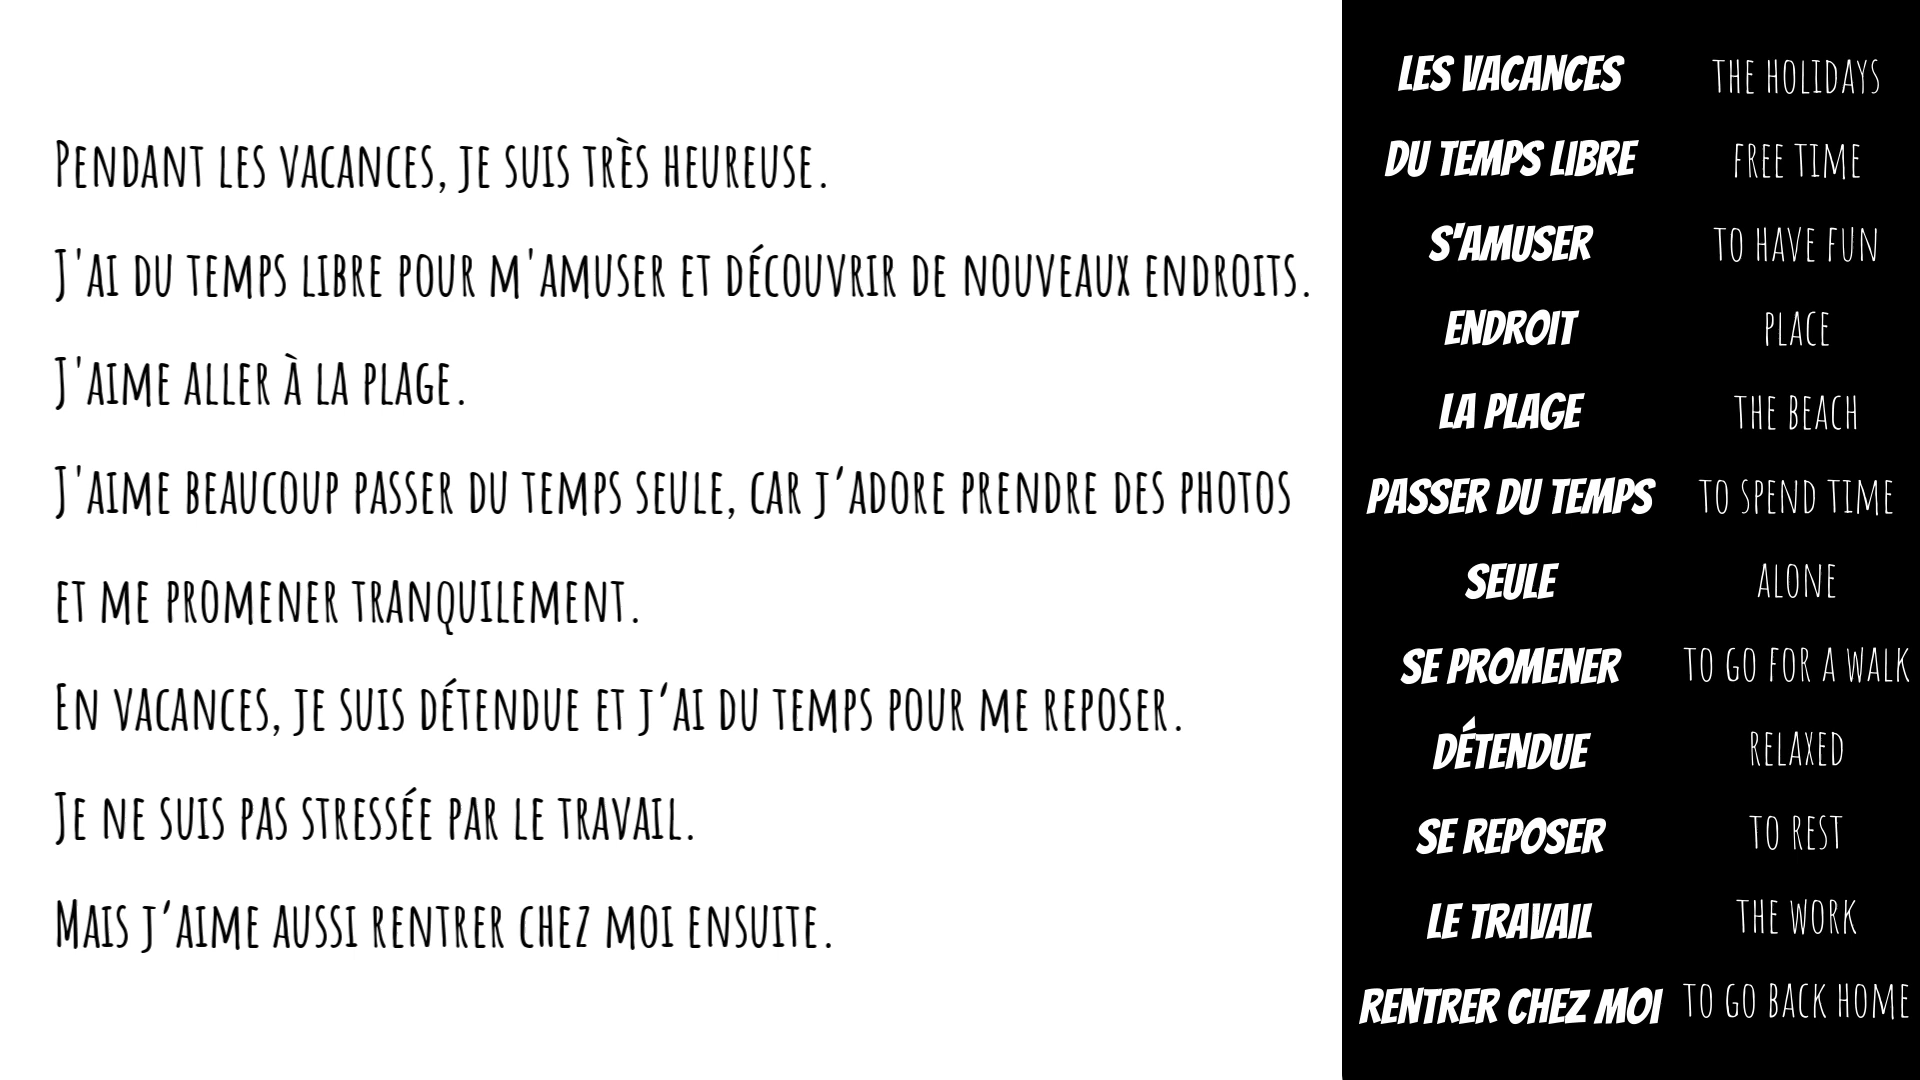 Pendant les vacances, je suis très heureuse.
J'ai du temps libre pour m'amuser et découvrir de nouveaux endroits.
J'aime aller à la plage.
J'aime beaucoup passer du temps seule, car j’adore prendre des photos
et me promener tranquilement.
En vacances, je suis détendue et j’ai du temps pour me reposer.
Je ne suis pas stressée par le travail.
Mais j’aime aussi rentrer chez moi ensuite.
LES VACANCES THE HOLIDAYS
DU TEMPS LIBRE FREE TIME
S'AMUSER TO HAVE FUN
ENDROIT PLACE
LA PLAGE THE BEACH
PASSER DU TEMPS TO SPEND TIME
SEULE ALONE
SE PROMENER TO GO FOR A WALK
DÉTENDUE RELAXED
SE REPOSER TO REST
LE TRAVAIL THE WORK
RENTRER CHEZ MOI TO GO BACK HOME